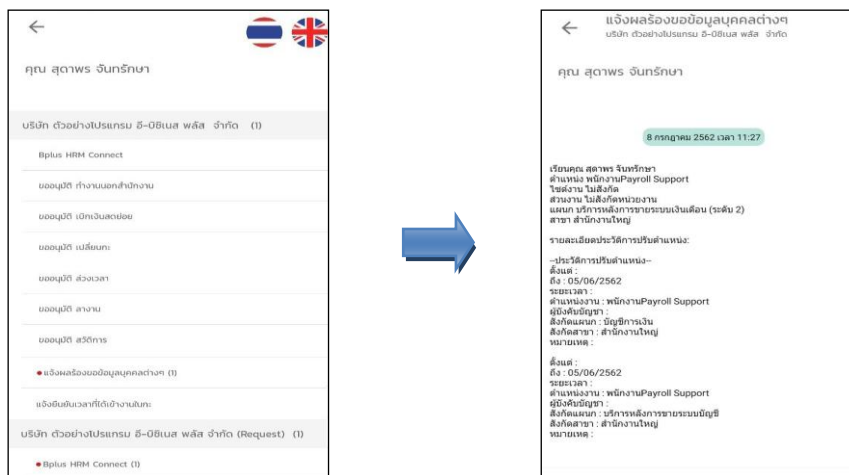 คุณ สุดาพร จันทรักษา
บริษัท ตัวอย่างโปรแกรม อี-บิซิเนส พลัส จำกัด (1)
Bplus HRM Connect
ขออนุมัติ ทำงานนอกสำนักงาน
ขออนุมัติ เบิกเงินสดย่อย
ขออนุมัติ เปลี่ยนกะ
ขออนุมัติ ล่วงเวลา
ขออนุมัติ ลางาน
ขออนุมัติ สวัสดิการ
แจ้งผลร้องขอข้อมูลบุคคลต่างๆ (1)
แจ้งยืนยันเวลาที่ได้เข้างานในกะ
บริษัท ตัวอย่างโปรแกรม อี-บิซิเนส พลัส จำกัด (Request) (1)
Bplus HRM Connect (1)
แจ้งผลร้องขอข้อมูลบุคคลต่างๆ
บริษัท ตัวอย่างโปรแกรม อี-บิซิเนส พลัส จำกัด
คุณ สุดาพร จันทรักษา
8 กรกฎาคม 2562 เวลา 11:27
เรียนคุณ สุดาพร จันทรักษา
ตำแหน่ง พนักงานPayroll Support
ไซต์งาน ไม่สังกัด
ส่วนงาน ไม่สังกัดหน่วยงาน
แผนก บริการหลังการขายระบบเงินเดือน (ระดับ 2)
สาขา สำนักงานใหญ่
รายละเอียดประวัติการปรับตำแหน่ง:
--ประวัติการปรับตำแหน่ง--
ตั้งแต่ :
ถึง : 05/06/2562
ระยะเวลา :
ตำแหน่งงาน : พนักงานPayroll Support
ผู้บังคับบัญชา :
สังกัดแผนก : บัญชีการเงิน
สังกัดสาขา : สำนักงานใหญ่
หมายเหตุ :
ตั้งแต่ :
ถึง : 05/06/2562
ระยะเวลา :
ตำแหน่งงาน : พนักงานPayroll Support
ผู้บังคับบัญชา :
สังกัดแผนก : บริการหลังการขายระบบบัญชี
สังกัดสาขา : สำนักงานใหญ่
หมายเหตุ :